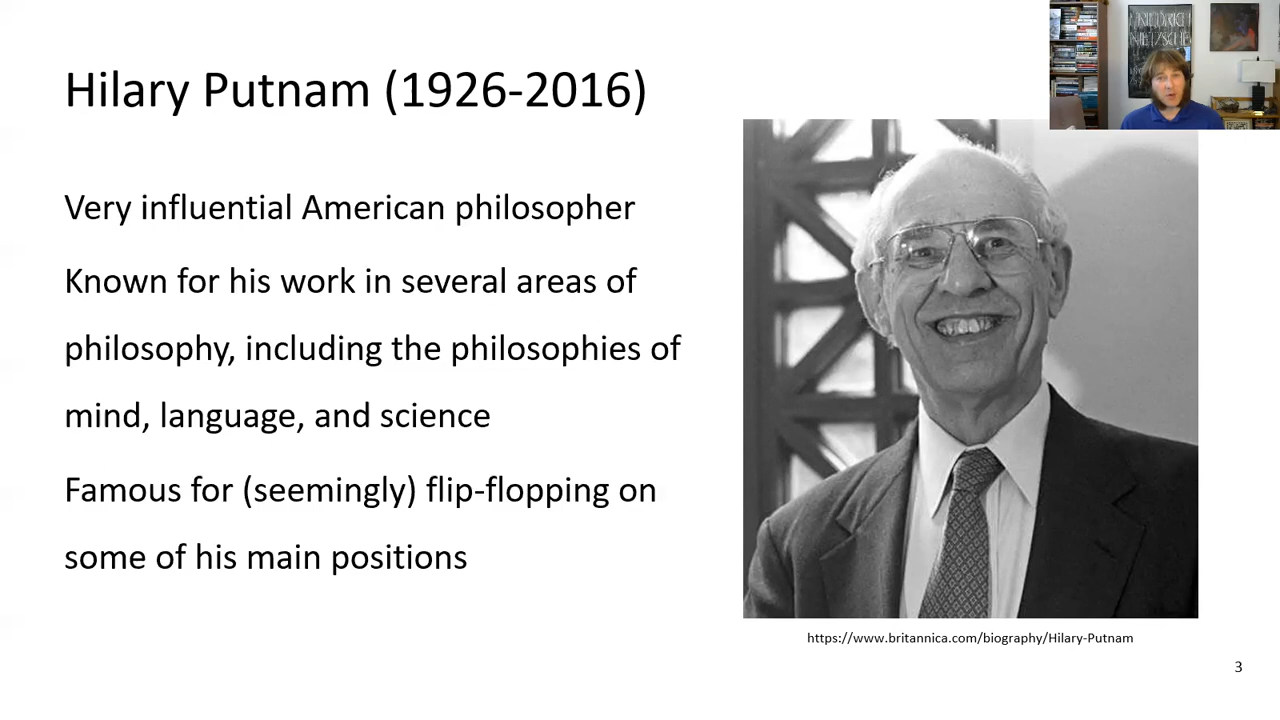 Hilary Putnam (1926-2016)
Very influential American philosopher
Known for his work in several areas of
philosophy, including the philosophies of
mind, language, and science
Famous for (seemingly) flip-flopping on
some of his main positions
https://www.britannica.com/biography/Hilary-Putnam
3